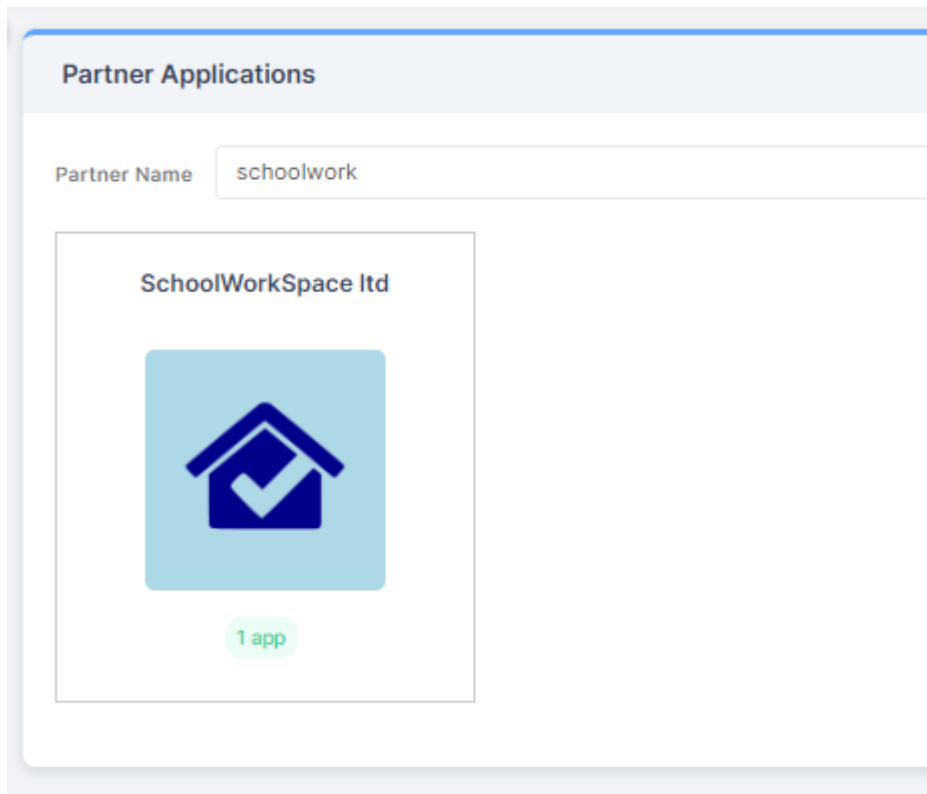 Partner Applications
Partner Name
schoolwork
SchoolWorkSpace ltd
1 app